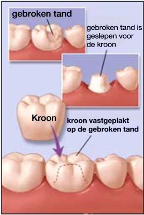 gebroken tand
gebroken tand is
geslepen voor
de kroon
Kroon
kroon vastgeplakt
op de gebroken tand